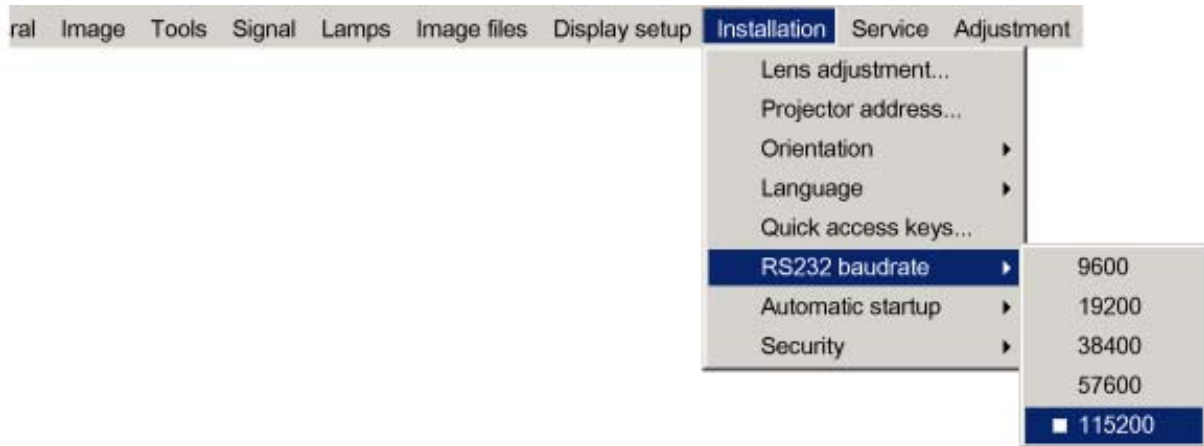 ral Image Tools Signal Lamps Image files Display setup Installation Service Adjustment
Lens adjustment...
Projector address...
Orientation
Language
Quick access keys...
RS232 baudrate
Automatic startup
Security
9600
19200
38400
57600
115200